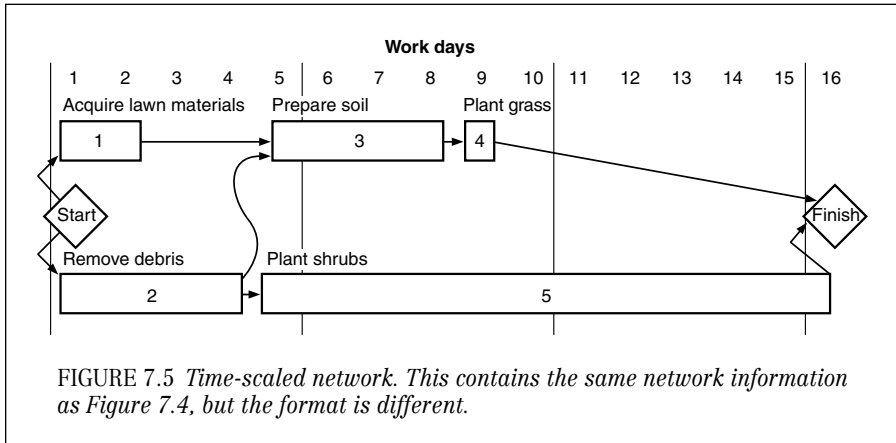 Work days
1 2 3 4 5 6 7 8 9 10 11 12 13 14 15 16
Acquire lawn materials Prepare soil Plant grass
1 3 4
Start Finish
Remove debris Plant shrubs
2 5
FIGURE 7.5 Time-scaled network. This contains the same network information
as Figure 7.4, but the format is different.